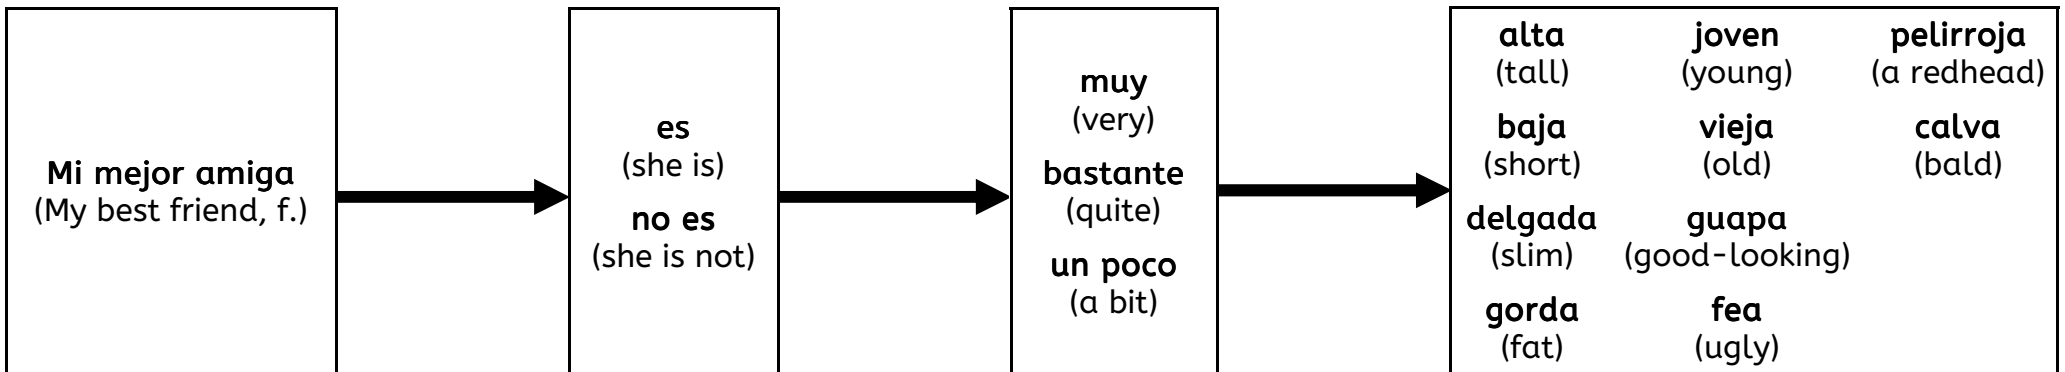 Mi mejor amiga
(My best friend, f.)
es
(she is)
no es
(she is not)
muy
(very)
bastante
(quite)
un poco
(a bit)
alta
(tall)
baja
(short)
delgada
(slim)
gorda
(fat)
joven
(young)
vieja
(old)
guapa
(good-looking)
fea
(ugly)
pelirroja
(a redhead)
calva
(bald)